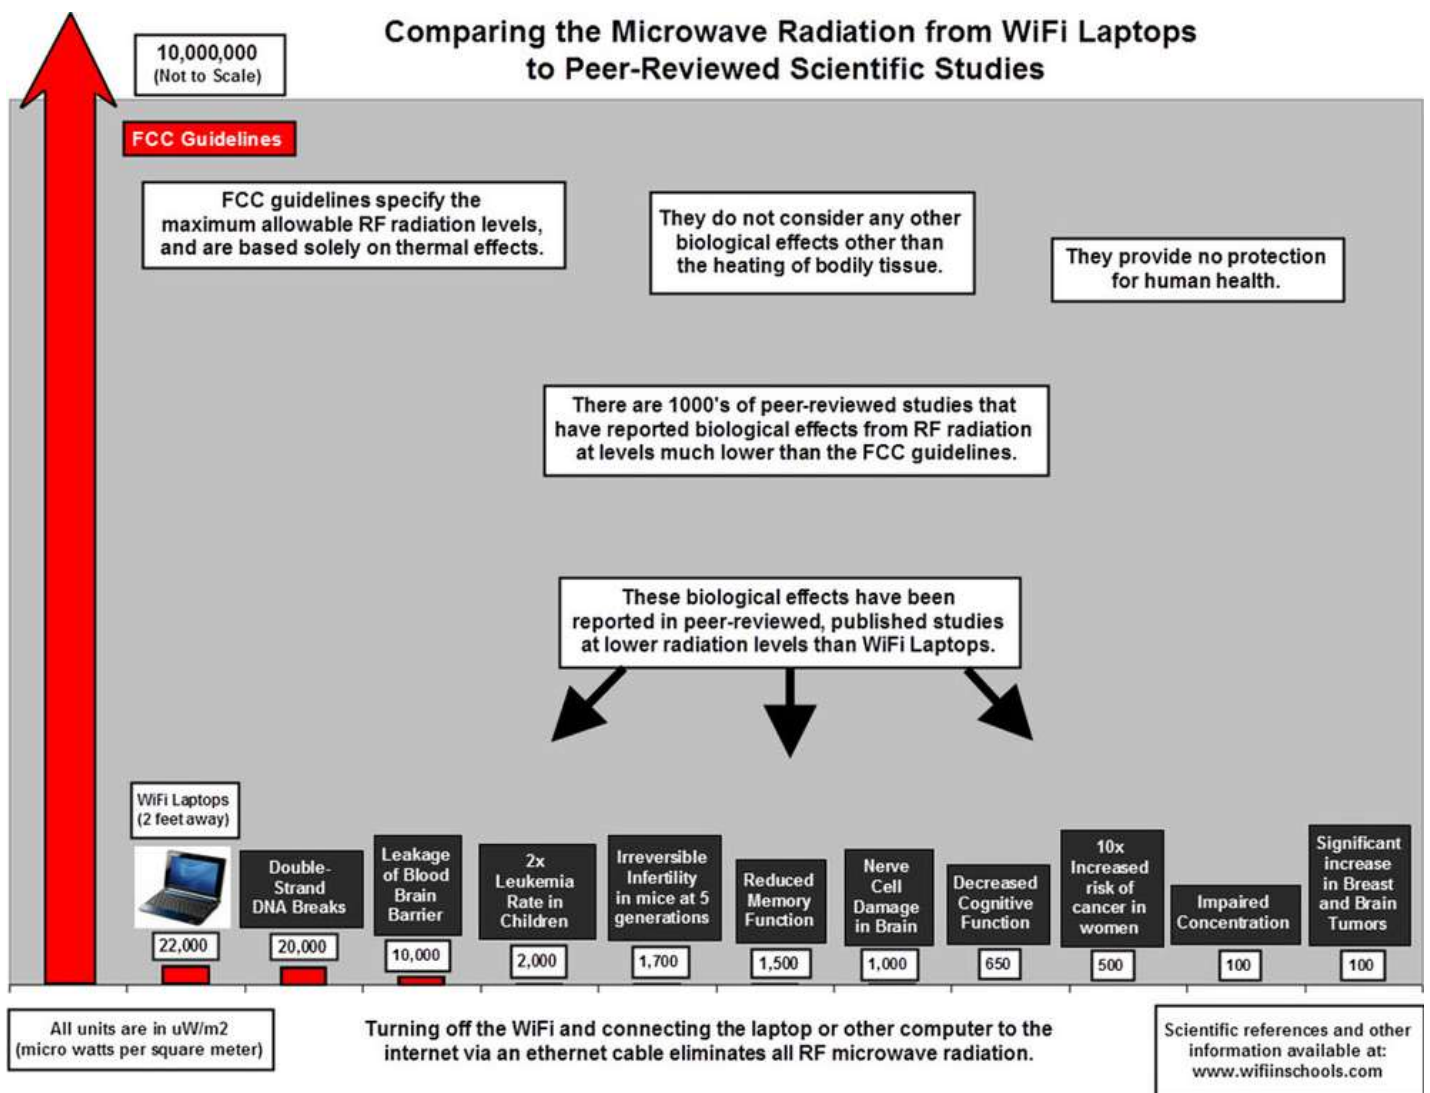 Comparing the Microwave Radiation from WiFi Laptops
to Peer-Reviewed Scientific Studies
10,000,000
(Not to Scale)
FCC Guidelines
FCC guidelines specify the
maximum allowable RF radiation levels,
and are based solely on thermal effects.
They do not consider any other
biological effects other than
the heating of bodily tissue.
They provide no protection
for human health.
There are 1000's of peer-reviewed studies that
have reported biological effects from RF radiation
at levels much lower than the FCC guidelines.
These biological effects have been
reported in peer-reviewed, published studies
at lower radiation levels than WiFi Laptops.
WiFi Laptops
(2 feet away)
22,000
Double-
Strand
DNA Breaks
20,000
Leakage
of Blood
Brain
Barrier
10,000
2x
Leukemia
Rate in
Children
2,000
Irreversible
Infertility
in mice at 5
generations
1,700
Reduced
Memory
Function
1,500
Nerve
Cell
Damage
in Brain
1,000
Decreased
Cognitive
Function
650
10x
Increased
risk of
cancer in
women
500
Impaired
Concentration
100
Significant
increase
in Breast
and Brain
Tumors
100
All units are in uW/m2
(micro watts per square meter)
Turning off the WiFi and connecting the laptop or other computer to the
internet via an ethernet cable eliminates all RF microwave radiation.
Scientific references and other
information available at:
www.wifiinschools.com